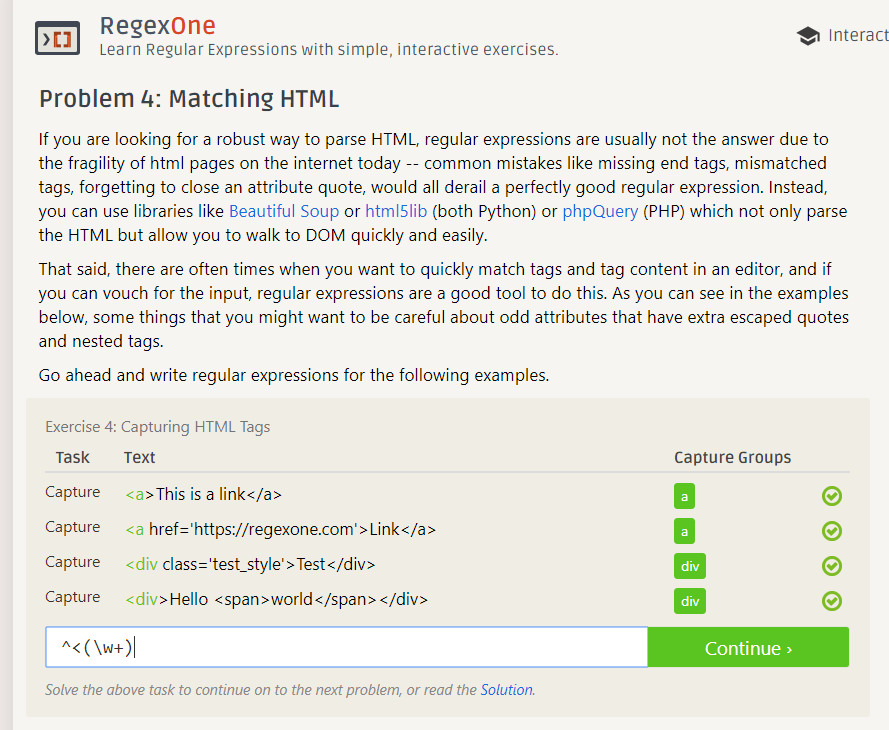 RegexOne
Learn Regular Expressions with simple, interactive exercises.
Interact
Problem 4: Matching HTML
If you are looking for a robust way to parse HTML, regular expressions are usually not the answer due to
the fragility of html pages on the internet today -- common mistakes like missing end tags, mismatched
tags, forgetting to close an attribute quote, would all derail a perfectly good regular expression. Instead,
you can use libraries like Beautiful Soup or html5lib (both Python) or phpQuery (PHP) which not only parse
the HTML but allow you to walk to DOM quickly and easily.
That said, there are often times when you want to quickly match tags and tag content in an editor, and if
you can vouch for the input, regular expressions are a good tool to do this. As you can see in the examples
below, some things that you might want to be careful about odd attributes that have extra escaped quotes
and nested tags.
Go ahead and write regular expressions for the following examples.
Exercise 4: Capturing HTML Tags
Task Text Capture Groups
Capture <a>This is a link</a> a
Capture <a href='https://regexone.com'>Link</a> a
Capture <div class='test_style'>Test</div> div
Capture <div>Hello <span>world</span></div> div
^<(\w+)
Continue ›
Solve the above task to continue on to the next problem, or read the Solution.